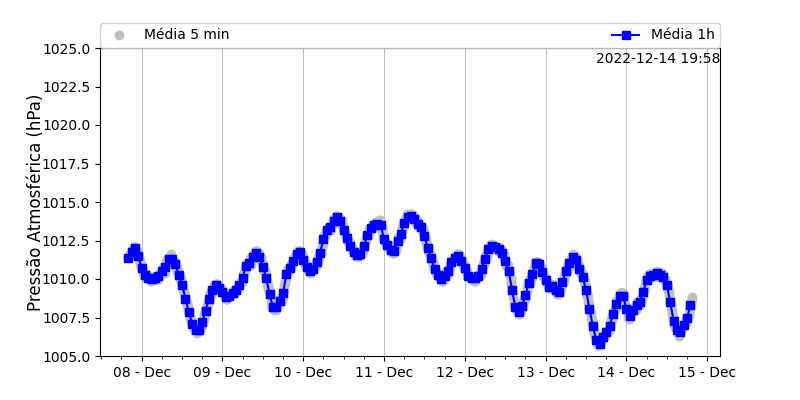 Média 5 min
Média 1h
2022-12-14 19:58
Pressão Atmosférica (hPa)
1025.0
1022.5
1020.0
1017.5
1015.0
1012.5
1010.0
1007.5
1005.0
08 - Dec
09 - Dec
10 - Dec
11 - Dec
12 - Dec
13 - Dec
14 - Dec
15 - Dec